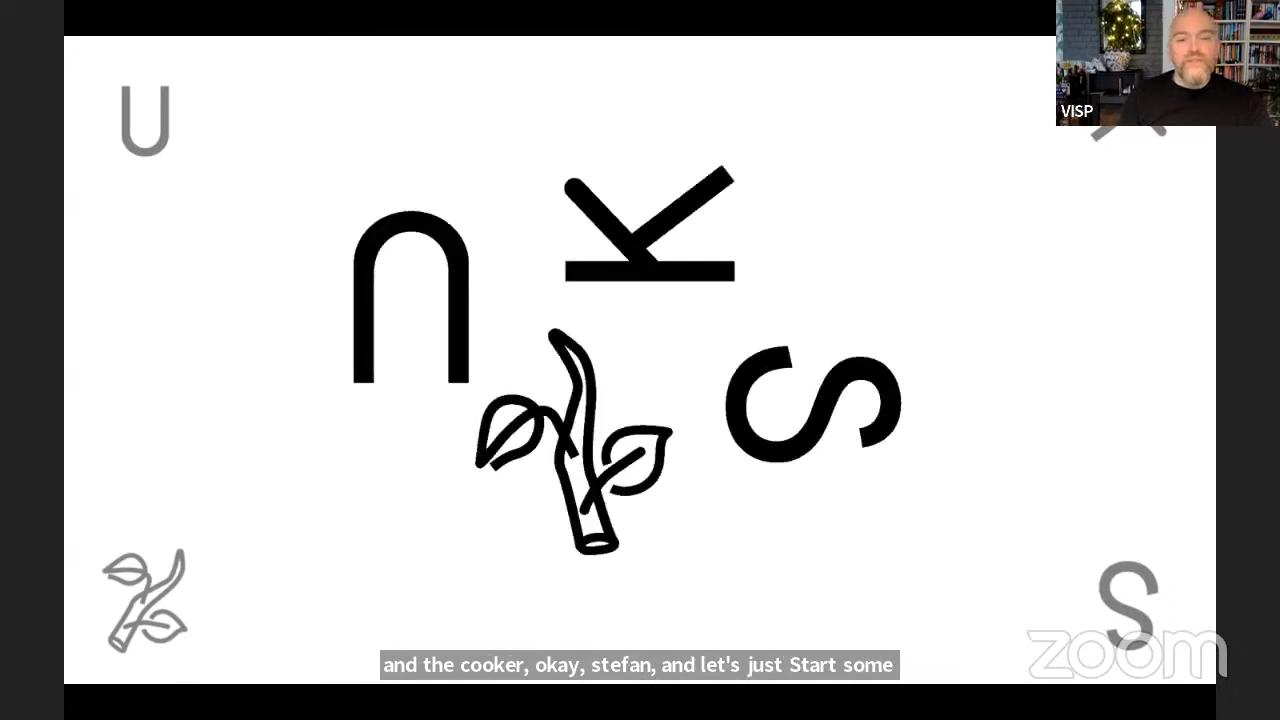 VISP
U
K
U
S
S
zoom
and the cooker, okay, stefan, and let's just Start some